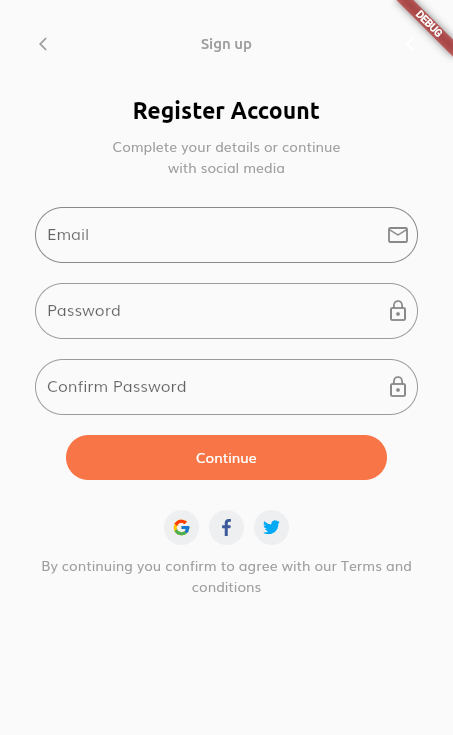 Sign up
DEBUG
Register Account
Complete your details or continue
with social media
Email
Password
Confirm Password
Continue
By continuing you confirm to agree with our Terms and
conditions